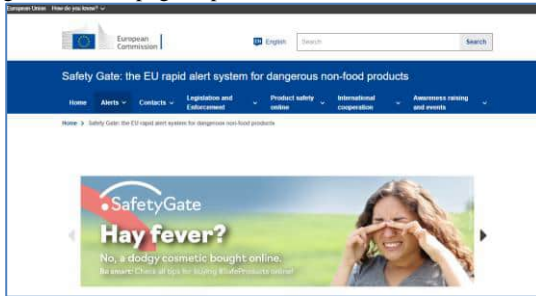 European Union How do you know?
European
Commission
EN English
Search
Search
Safety Gate: the EU rapid alert system for dangerous non-food products
Home
Alerts
Contacts
Legislation and
Enforcement
Product safety
online
International
cooperation
Awareness raising
and events
Home > Safety Gate: the EU rapid alert system for dangerous non-food products
SafetyGate
Hay fever?
No, a dodgy cosmetic bought online.
Be smart: Check all tips for buying #SafeProducts online!